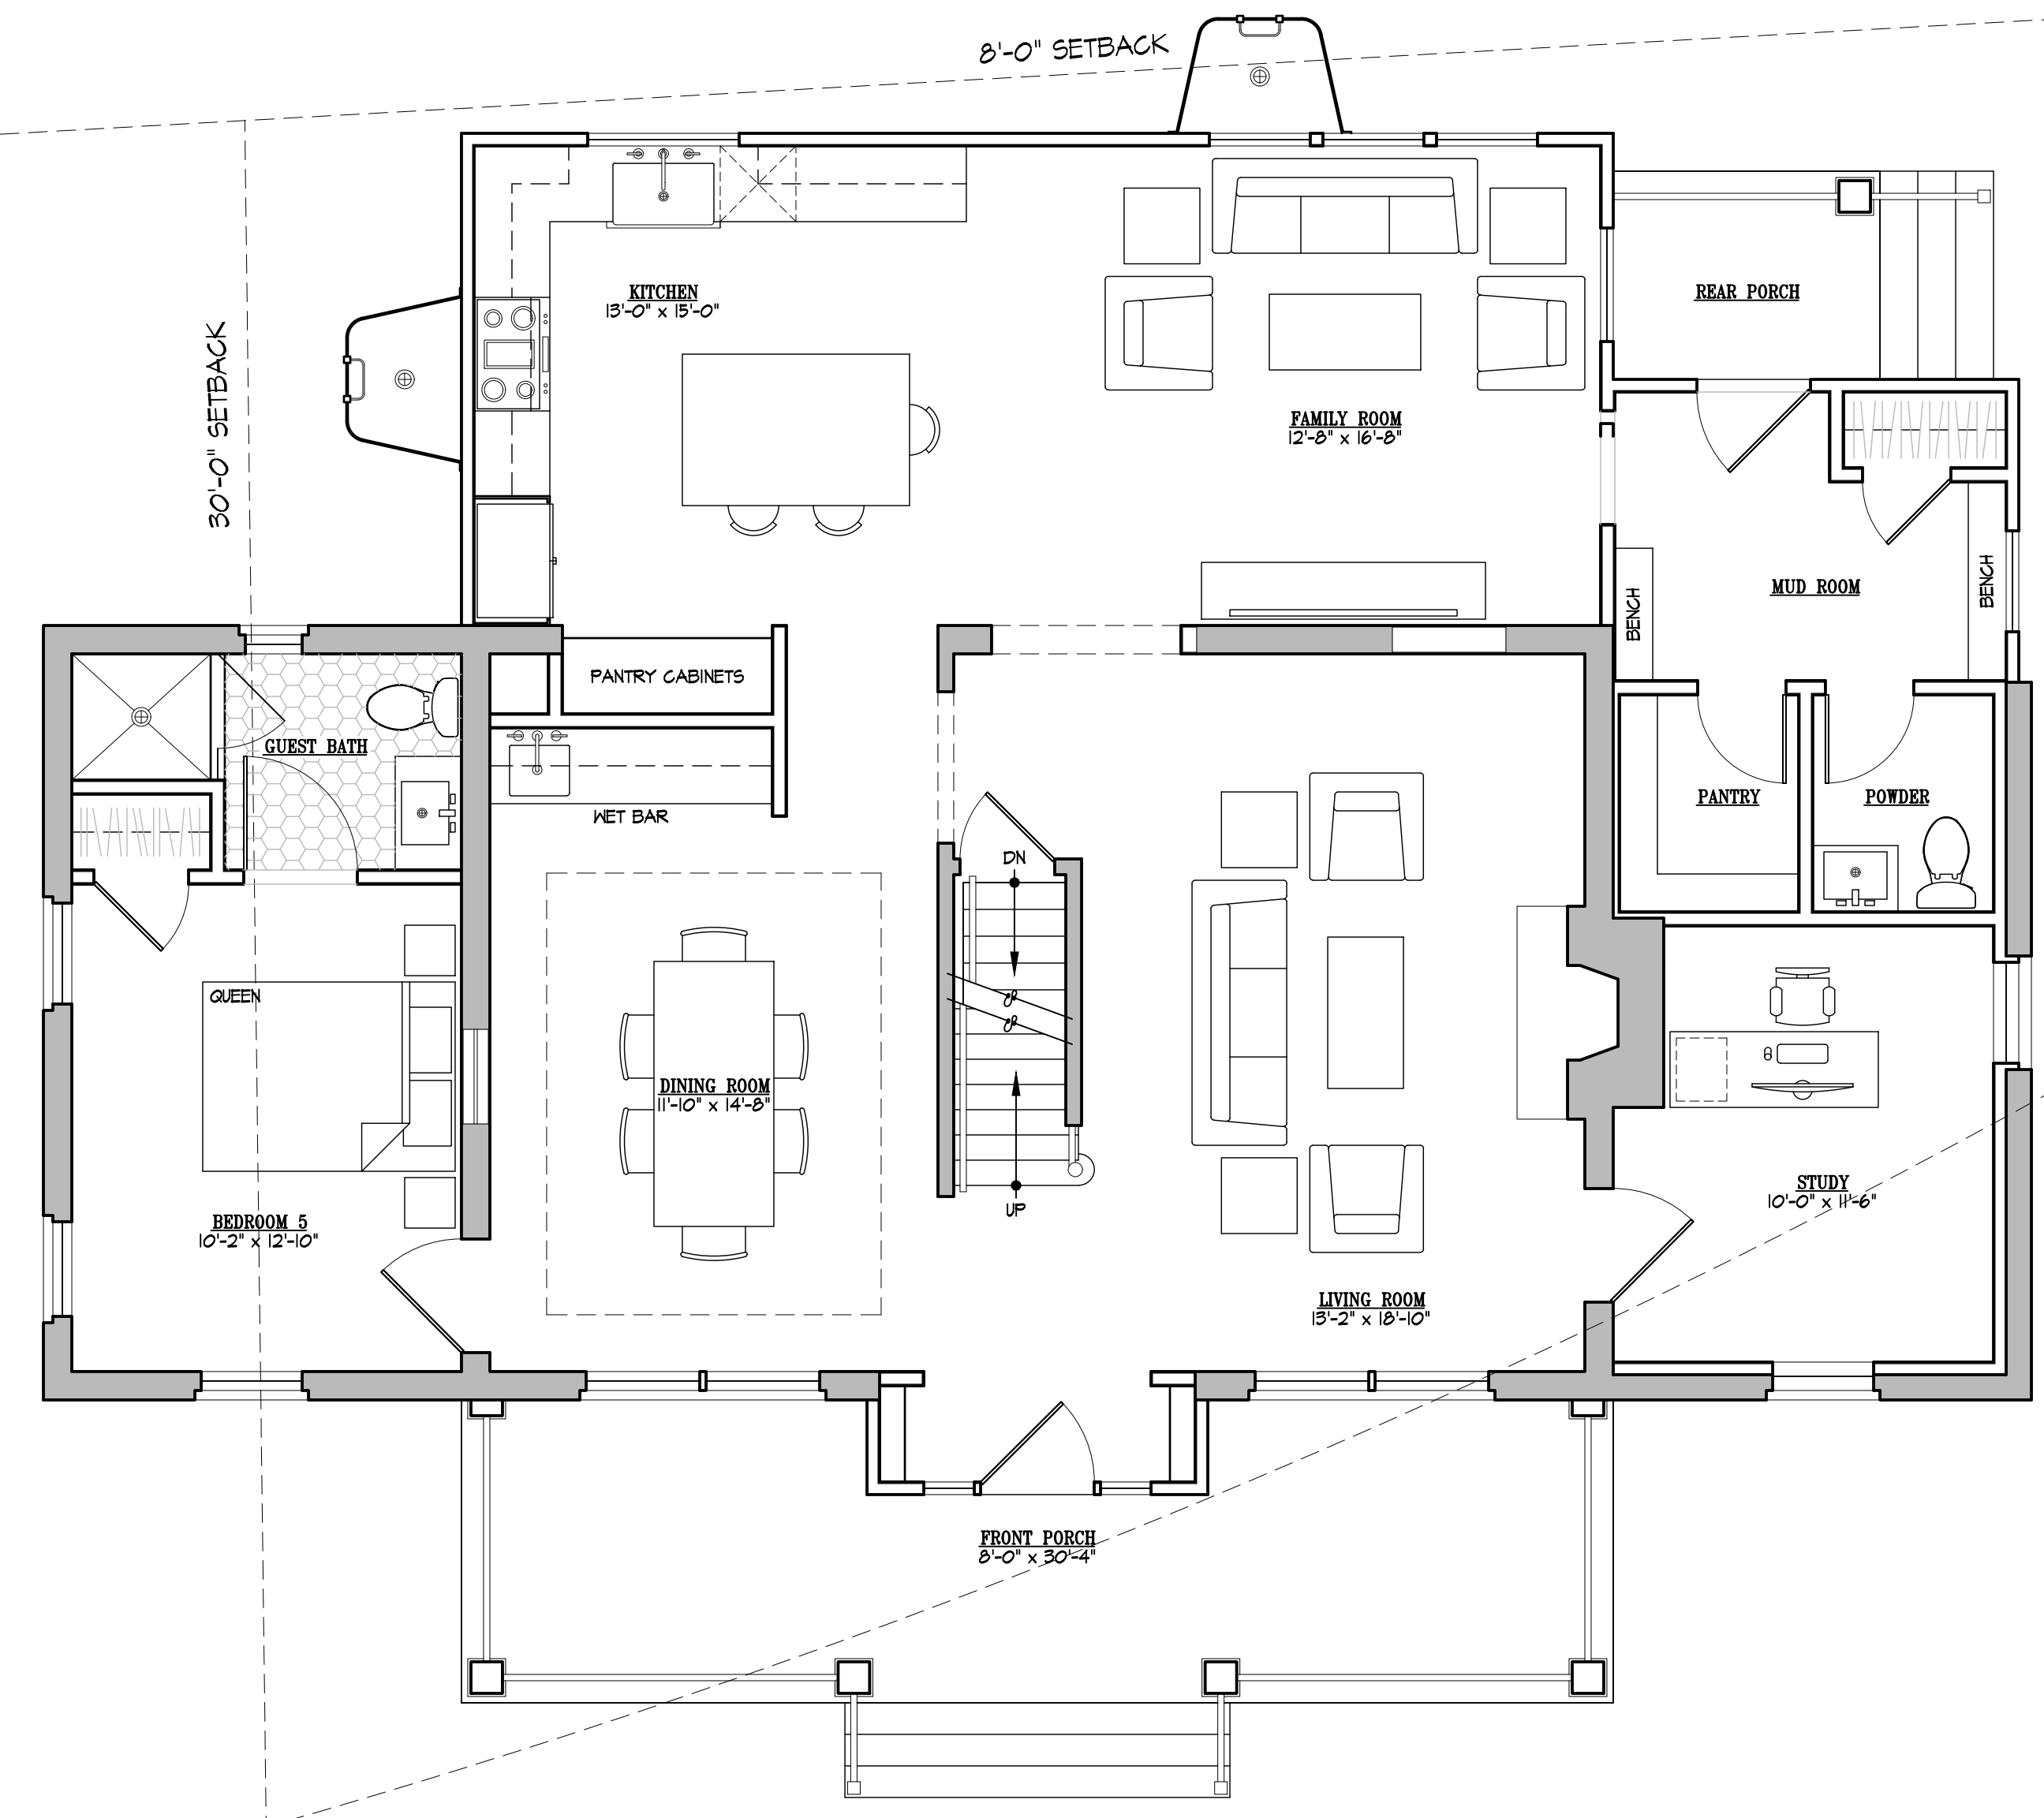 8'-0" SETBACK
30'-0" SETBACK
KITCHEN
13'-0" x 15'-0"
FAMILY ROOM
12'-8" x 16'-8"
REAR PORCH
MUD ROOM
BENCH
BENCH
PANTRY CABINETS
WET BAR
GUEST BATH
PANTRY
POWDER
DN
UP
QUEEN
BEDROOM 5
10'-2" x 12'-10"
DINING ROOM
11'-10" x 14'-8"
STUDY
10'-0" x 11'-6"
LIVING ROOM
13'-2" x 18'-10"
FRONT PORCH
8'-0" x 30'-4"